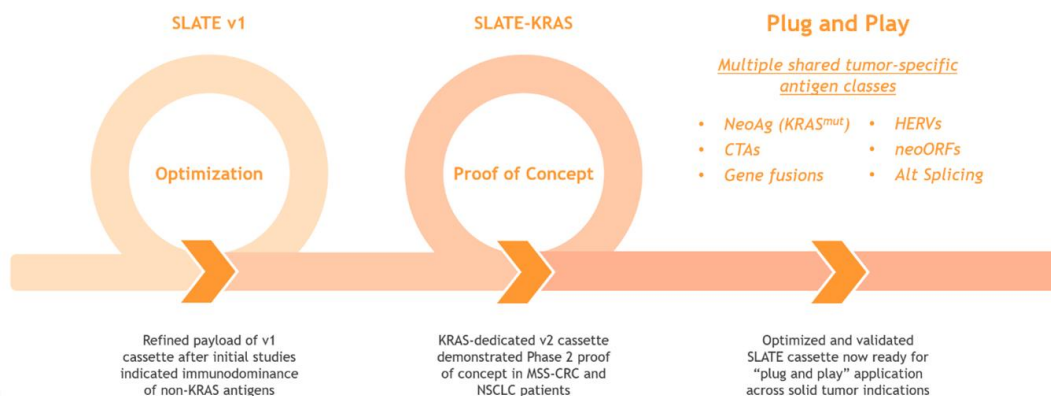 SLATE v1
Optimization
Refined payload of v1
cassette after initial studies
indicated immunodominance
of non-KRAS antigens
SLATE-KRAS
Proof of Concept
KRAS-dedicated v2 cassette
demonstrated Phase 2 proof
of concept in MSS-CRC and
NSCLC patients
Plug and Play
Multiple shared tumor-specific
antigen classes
• NeoAg (KRASᵐᵘᵗ)
• CTAs
• Gene fusions
• HERVs
• neoORFs
• Alt Splicing
Optimized and validated
SLATE cassette now ready for
“plug and play” application
across solid tumor indications